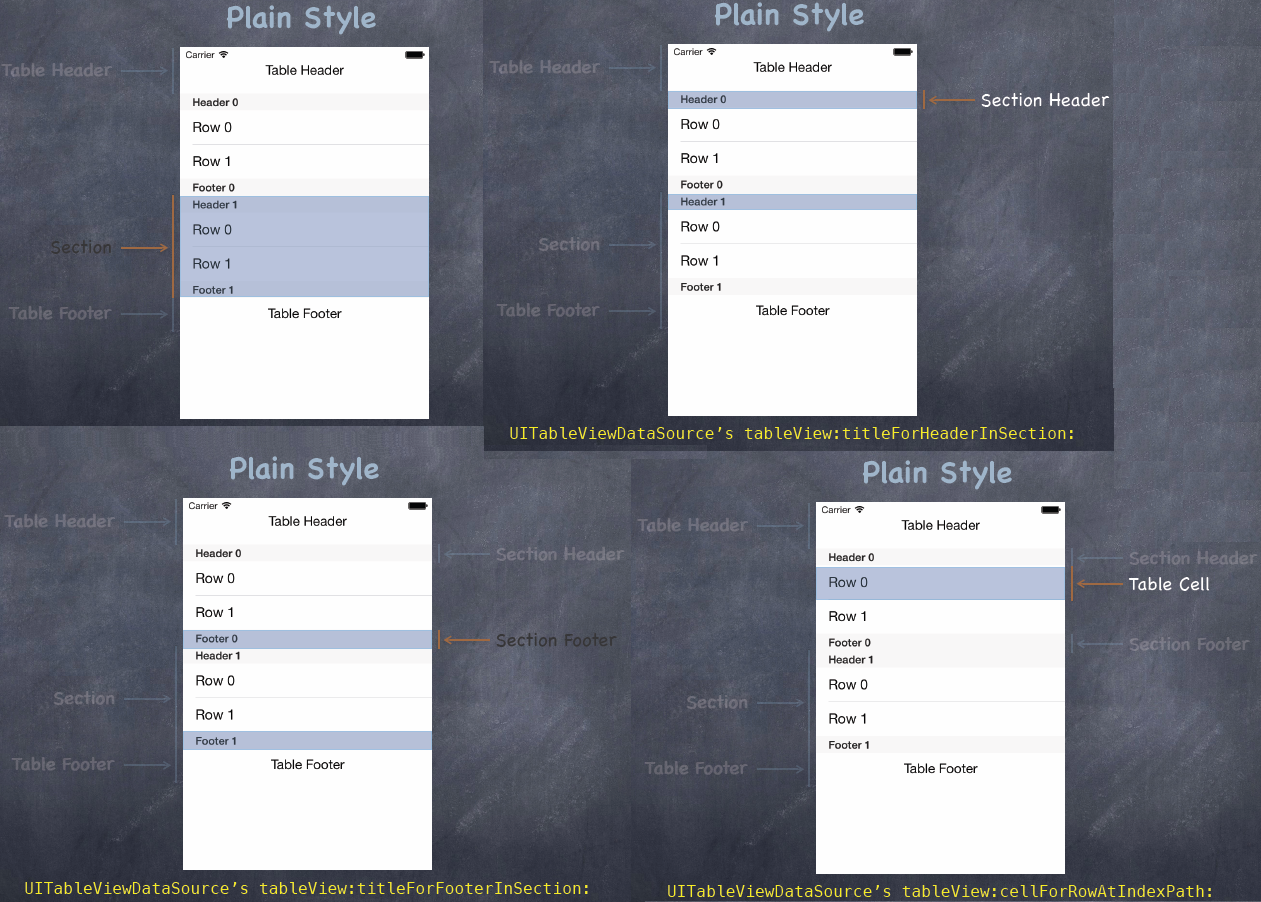 Plain Style
Carrier
Table Header
Table Header
Header 0
Row 0
Row 1
Footer 0
Header 1
Row 0
Section
Row 1
Footer 1
Table Footer
Table Footer
Plain Style
Carrier
Table Header
Table Header
Header 0
Section Header
Row 0
Row 1
Footer 0
Header 1
Row 0
Section
Row 1
Footer 1
Table Footer
Table Footer
UITableViewDataSource’s tableView:titleForHeaderInSection:
Plain Style
Carrier
Table Header
Table Header
Header 0
Section Header
Row 0
Row 1
Footer 0
Section Footer
Header 1
Row 0
Section
Row 1
Footer 1
Table Footer
Table Footer
UITableViewDataSource’s tableView:titleForFooterInSection:
Plain Style
Carrier
Table Header
Table Header
Header 0
Section Header
Row 0
Table Cell
Row 1
Footer 0
Section Footer
Header 1
Row 0
Section
Row 1
Footer 1
Table Footer
Table Footer
UITableViewDataSource’s tableView:cellForRowAtIndexPath: